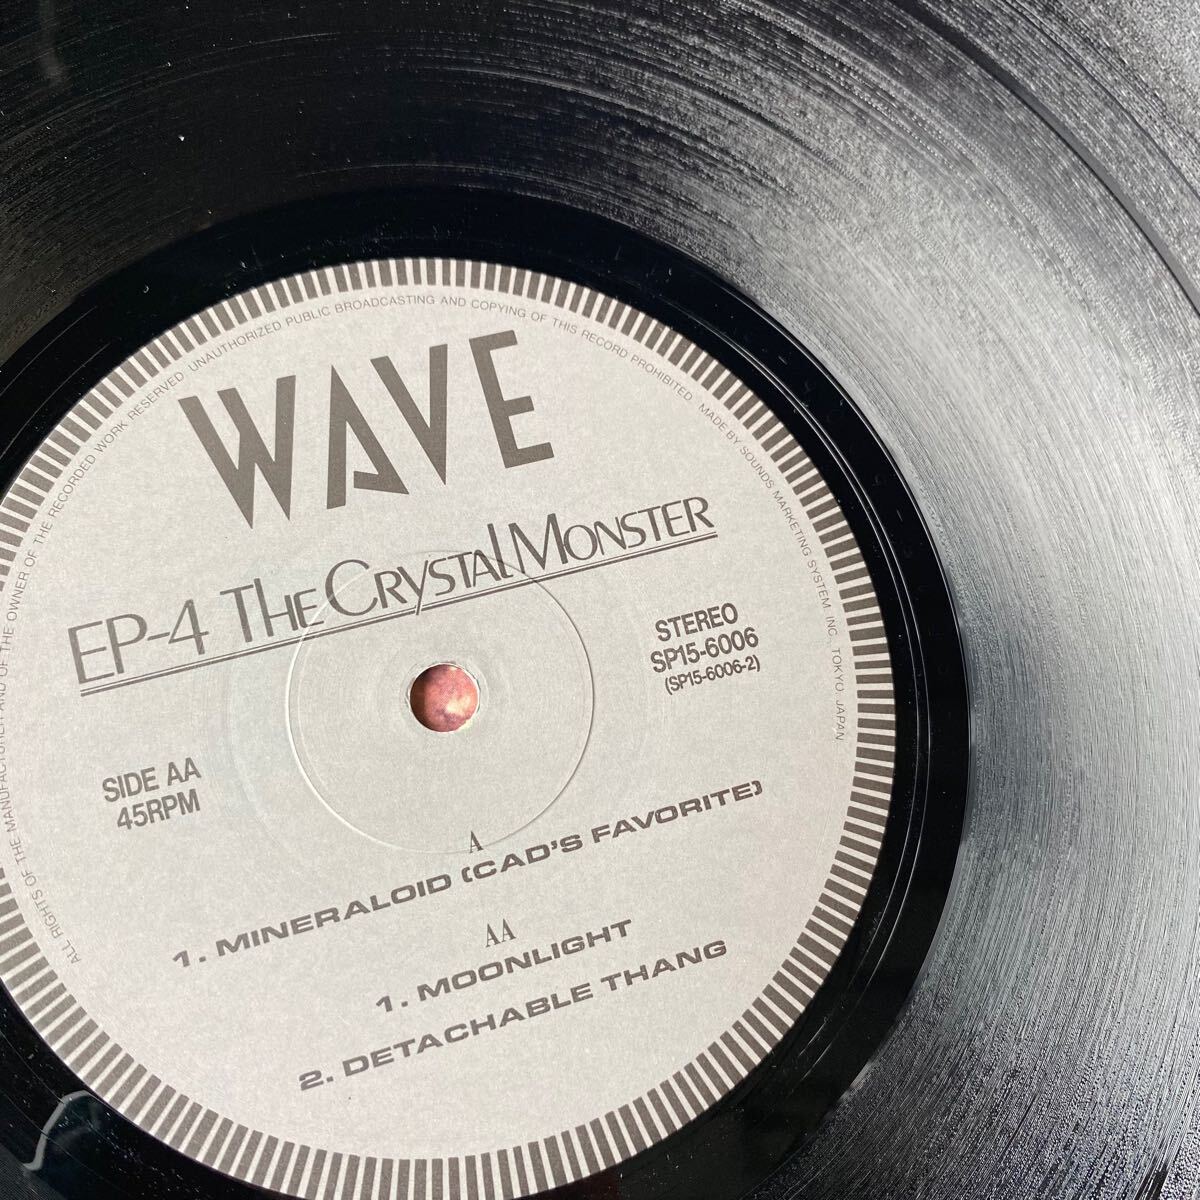 ALL RIGHTS OF THE MANUFACTURER AND OF THE OWNER OF THE RECORDED WORK RESERVED UNAUTHORIZED PUBLIC BROADCASTING AND COPYING OF THIS RECORD PROHIBITED. MADE BY SOUNDS MARKETING SYSTEM, INC. TOKYO. JAPAN
WAVE
EP-4 THE CRYSTAL MONSTER
STEREO
SP15-6006
(SP15-6006-2)
SIDE AA
45RPM
A
1. MINERALOID (CAD'S FAVORITE)
AA
1. MOONLIGHT
2. DETACHABLE THANG